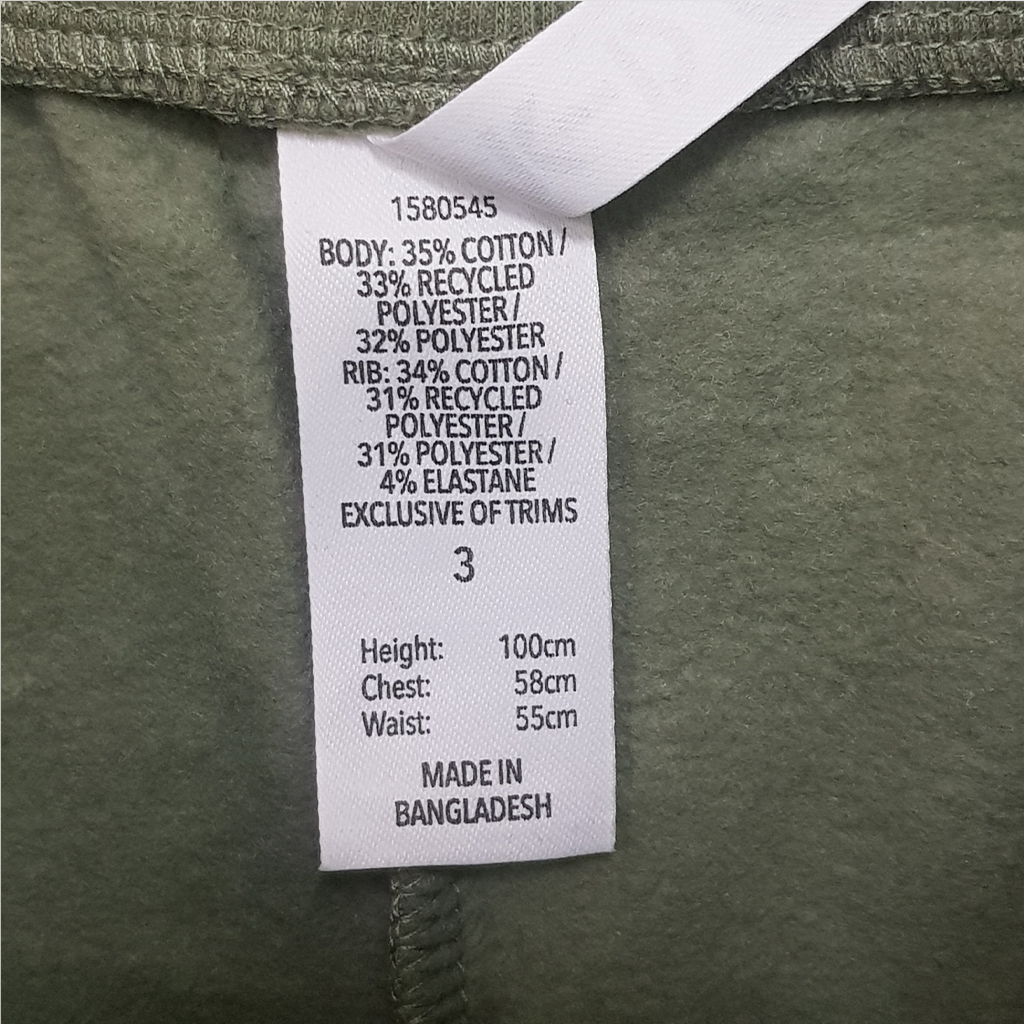 1580545
BODY: 35% COTTON /
33% RECYCLED
POLYESTER /
32% POLYESTER
RIB: 34% COTTON /
31% RECYCLED
POLYESTER /
31% POLYESTER /
4% ELASTANE
EXCLUSIVE OF TRIMS
3
Height: 100cm
Chest: 58cm
Waist: 55cm
MADE IN
BANGLADESH